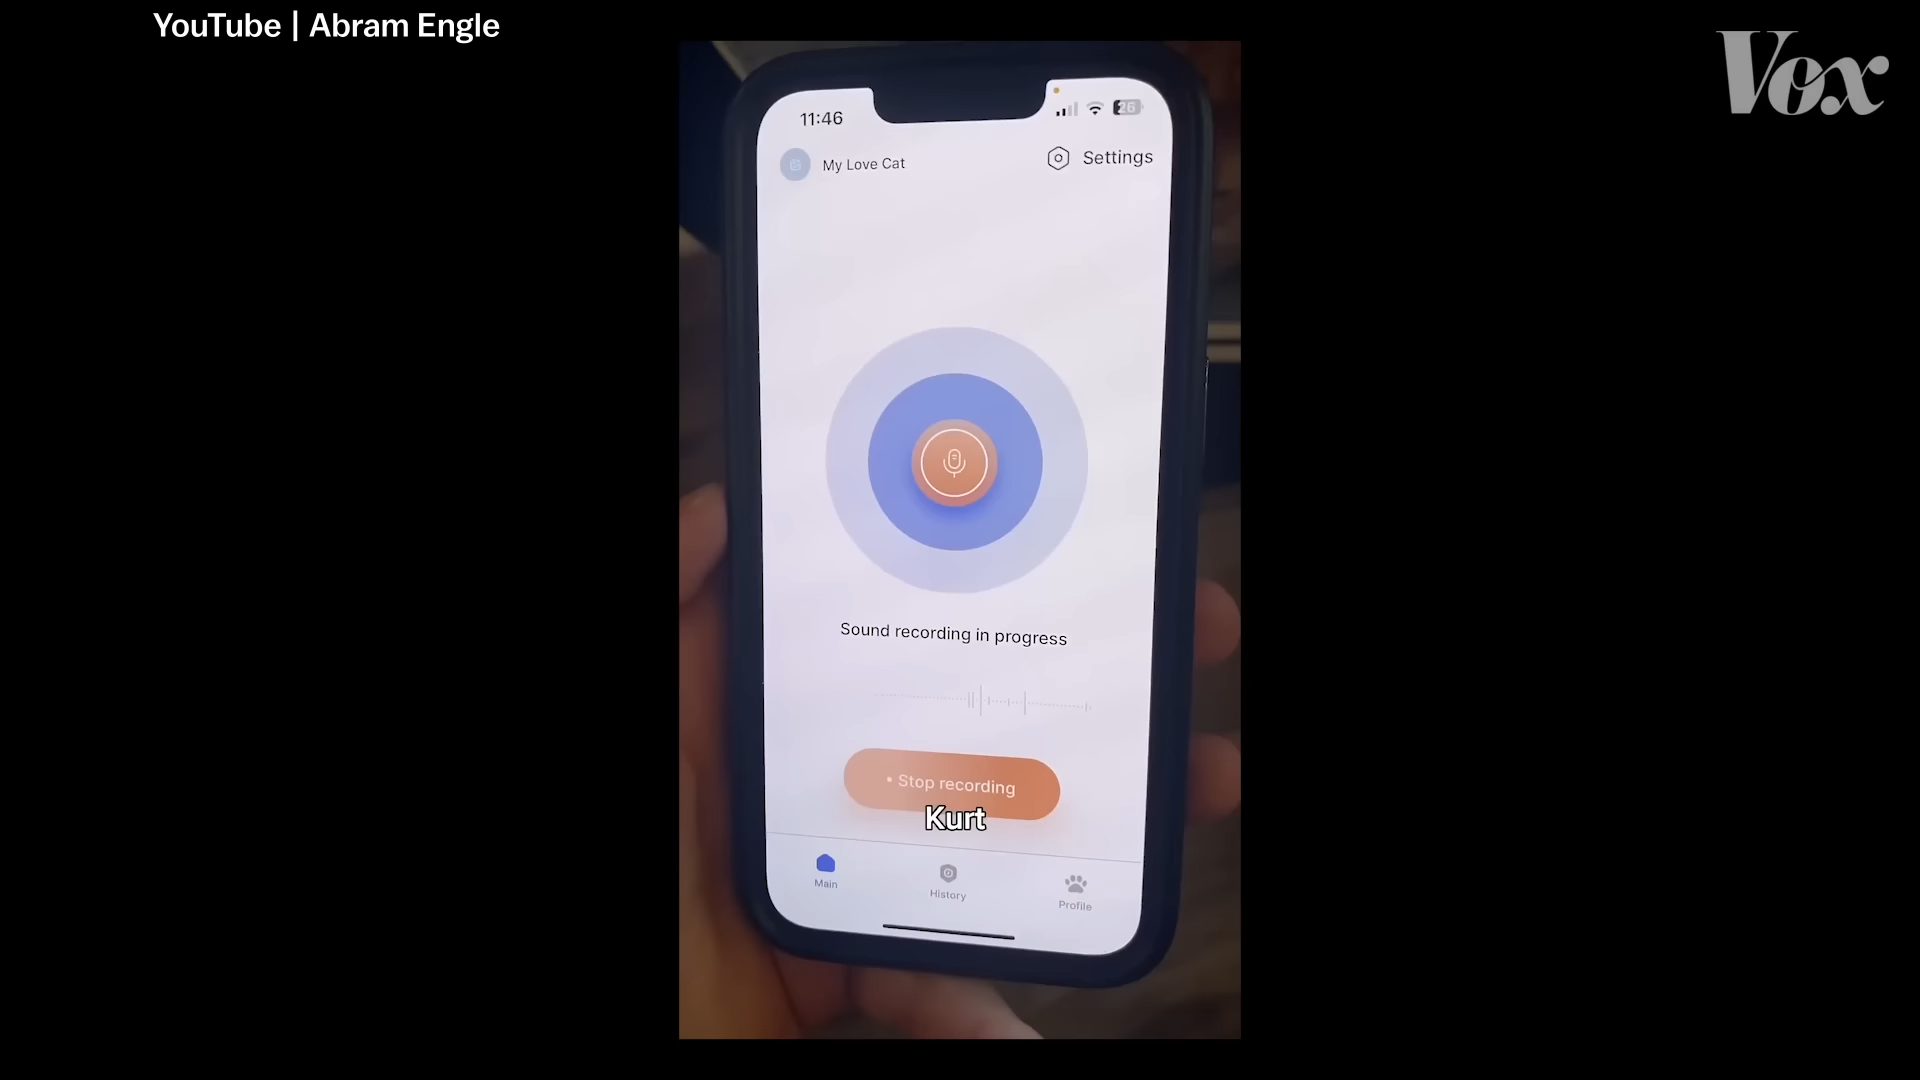 YouTube | Abram Engle
Vox
11:46
26
My Love Cat
Settings
Sound recording in progress
• Stop recording
Kurt
Main
History
Profile